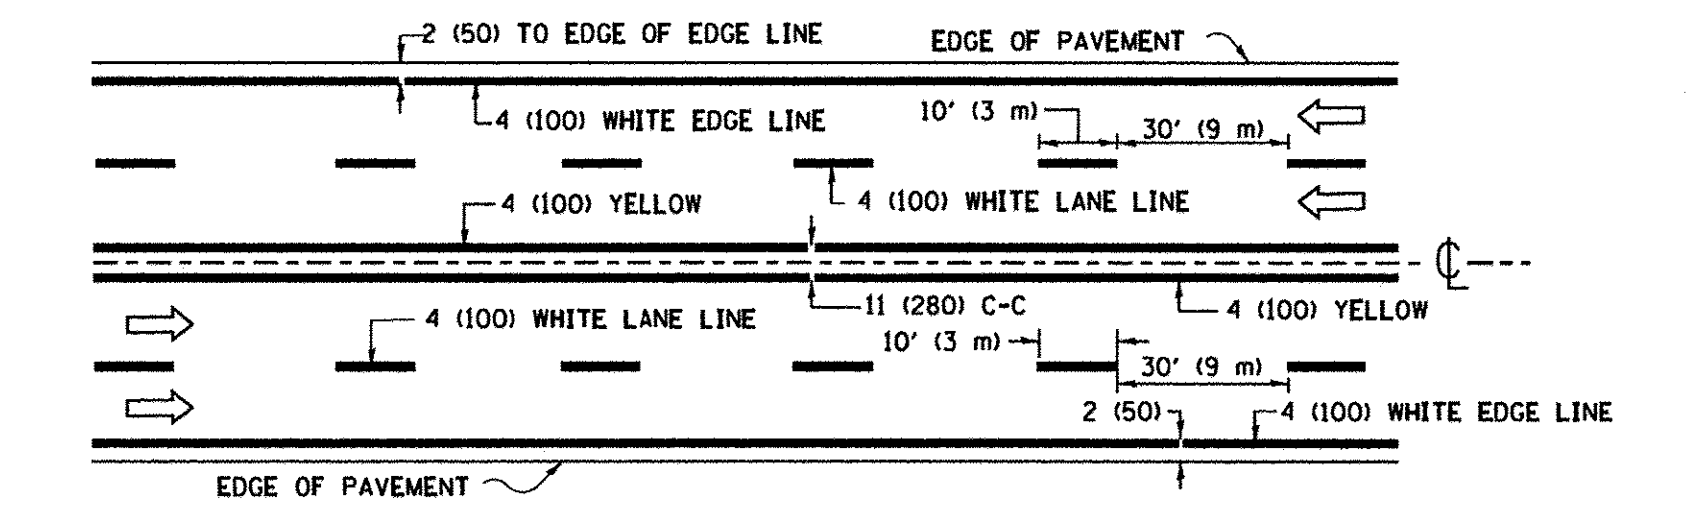 2 (50) TO EDGE OF EDGE LINE
EDGE OF PAVEMENT
4 (100) WHITE EDGE LINE
10' (3 m)
30' (9 m)
4 (100) YELLOW
4 (100) WHITE LANE LINE
11 (280) C-C
4 (100) YELLOW
4 (100) WHITE LANE LINE
10' (3 m)
30' (9 m)
2 (50)
4 (100) WHITE EDGE LINE
EDGE OF PAVEMENT